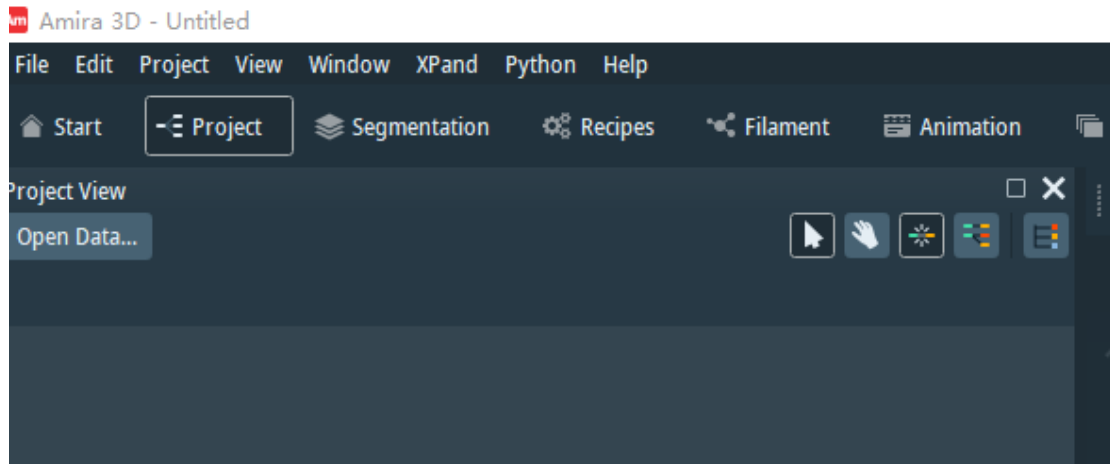 Am Amira 3D - Untitled
File Edit Project View Window XPand Python Help
Start Project Segmentation Recipes Filament Animation
Project View
Open Data...